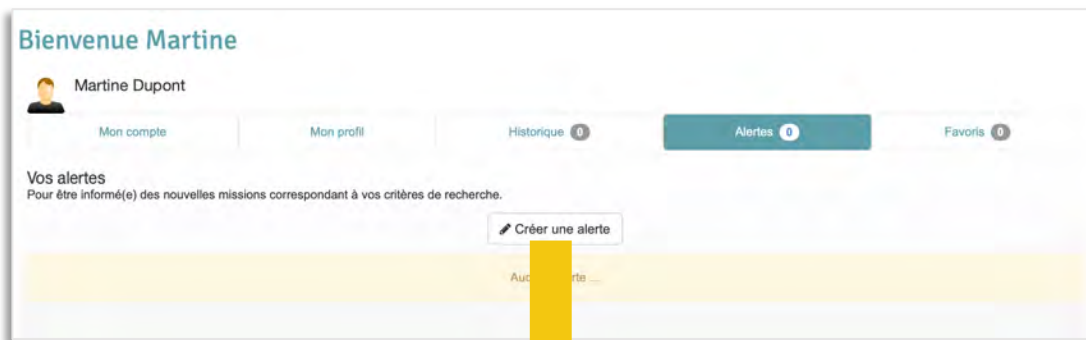 Bienvenue Martine
Martine Dupont
Mon compte Mon profil Historique 0 Alertes 0 Favoris 0
Vos alertes
Pour être informé(e) des nouvelles missions correspondant à vos critères de recherche.
Créer une alerte